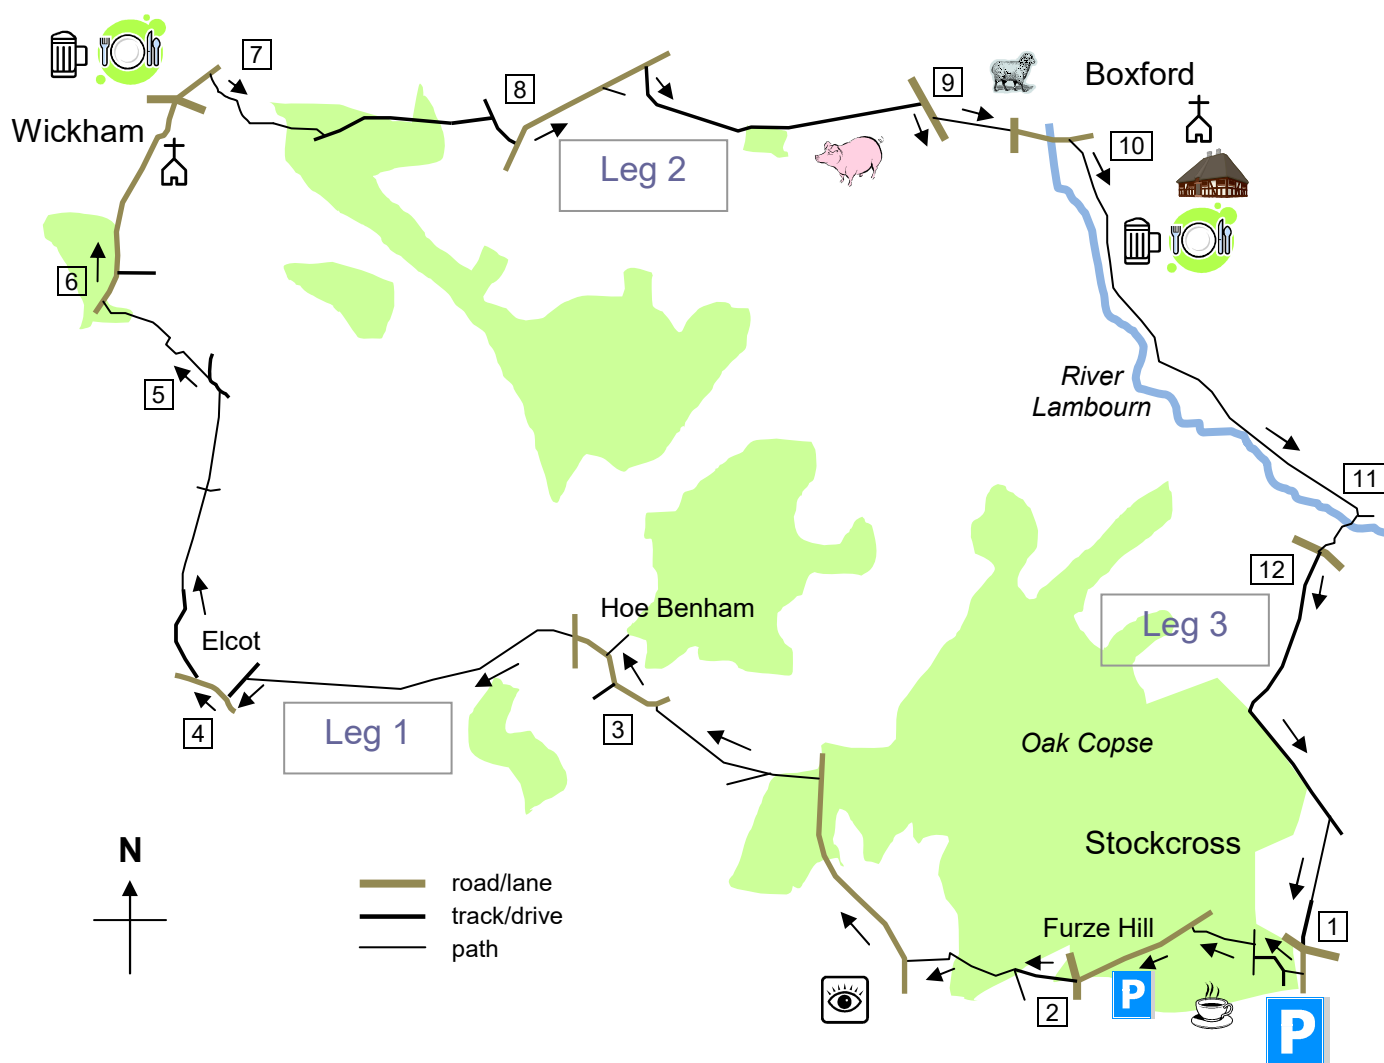 7
8
9
Boxford
Wickham
10
Leg 2
6
River
Lambourn
5
11
12
Hoe Benham
Elcot
Leg 3
4
Leg 1
3
Oak Copse
Stockcross
N
road/lane
track/drive
path
Furze Hill
1
P
2
P